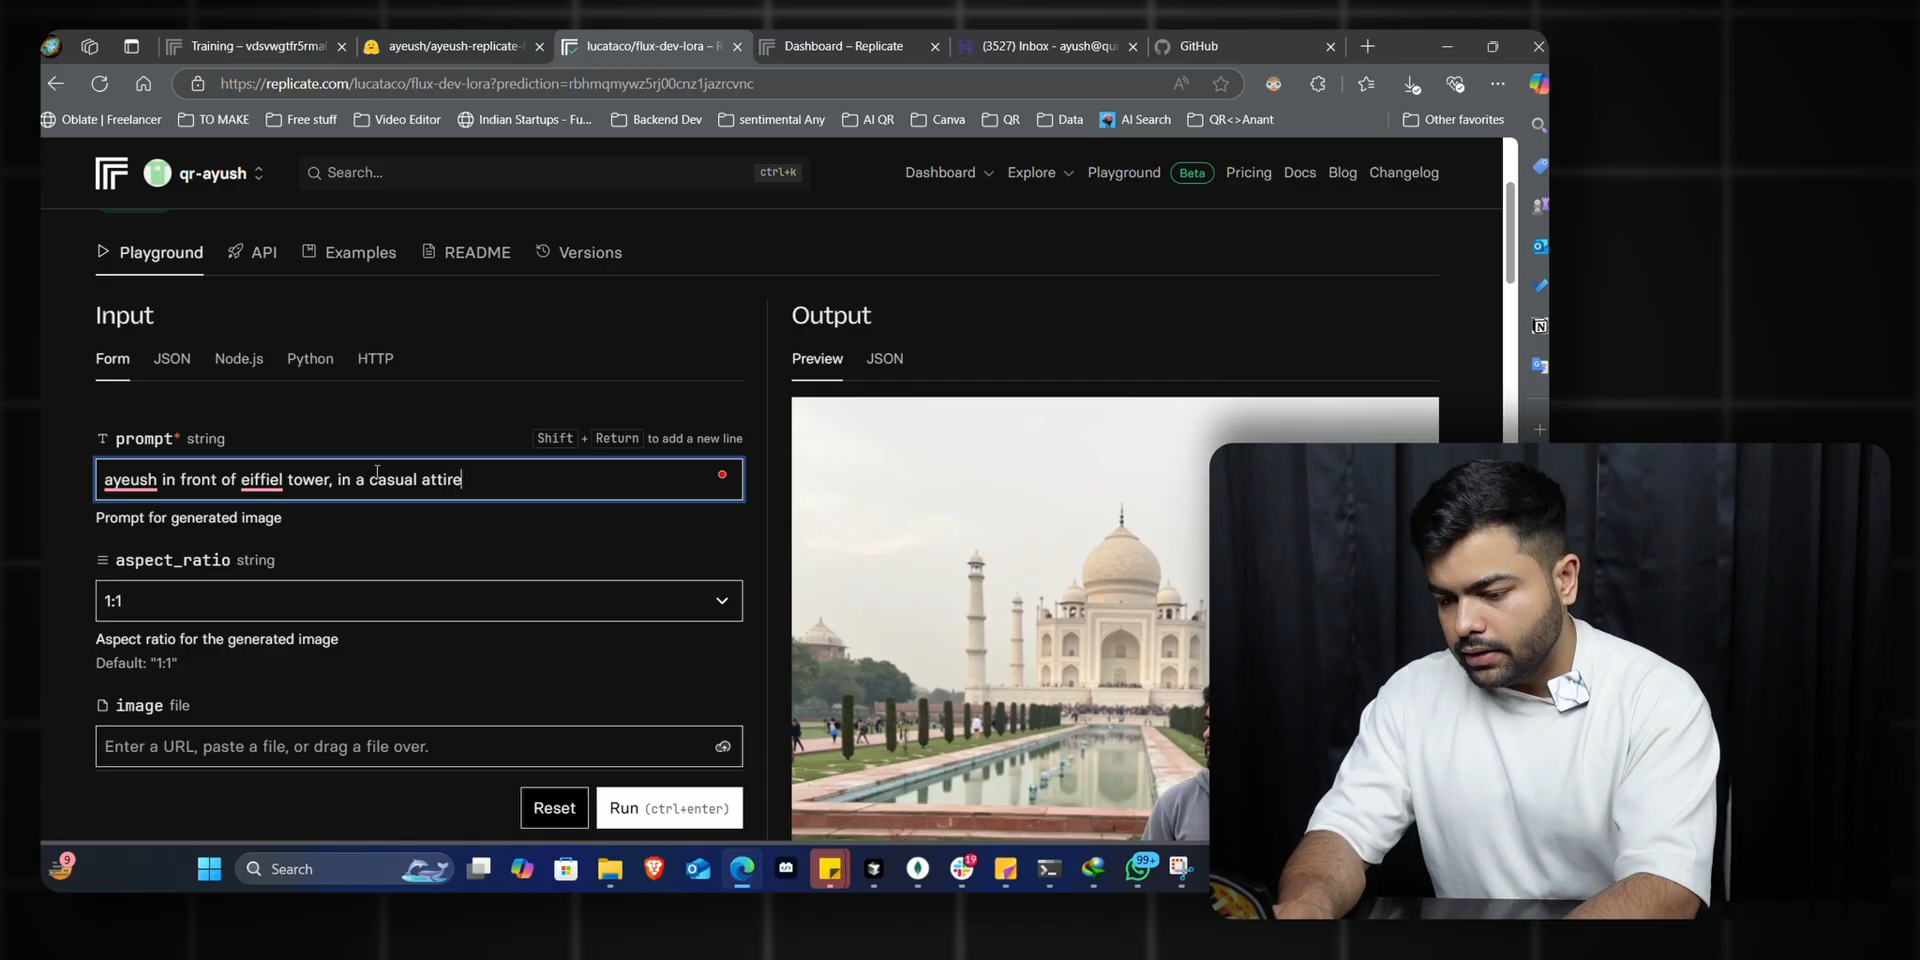 Training – vdsvwgtfr5rma
ayeush/ayeush-replicate-
lucataco/flux-dev-lora – R
Dashboard – Replicate
(3527) Inbox - ayush@qu
GitHub
https://replicate.com/lucataco/flux-dev-lora?prediction=rbhmqmywz5rj00cnz1jazrcvnc
Oblate | Freelancer
TO MAKE
Free stuff
Video Editor
Indian Startups - Fu...
Backend Dev
sentimental Any
AI QR
Canva
QR
Data
AI Search
QR<>Anant
Other favorites
qr-ayush
Search...
ctrl+k
Dashboard
Explore
Playground
Beta
Pricing
Docs
Blog
Changelog
Playground
API
Examples
README
Versions
Input
Form
JSON
Node.js
Python
HTTP
Output
Preview
JSON
prompt* string
Shift + Return to add a new line
ayeush in front of eiffiel tower, in a casual attire
Prompt for generated image
aspect_ratio string
1:1
Aspect ratio for the generated image
Default: "1:1"
image file
Enter a URL, paste a file, or drag a file over.
Reset
Run (ctrl+enter)
9
Search
19
99+